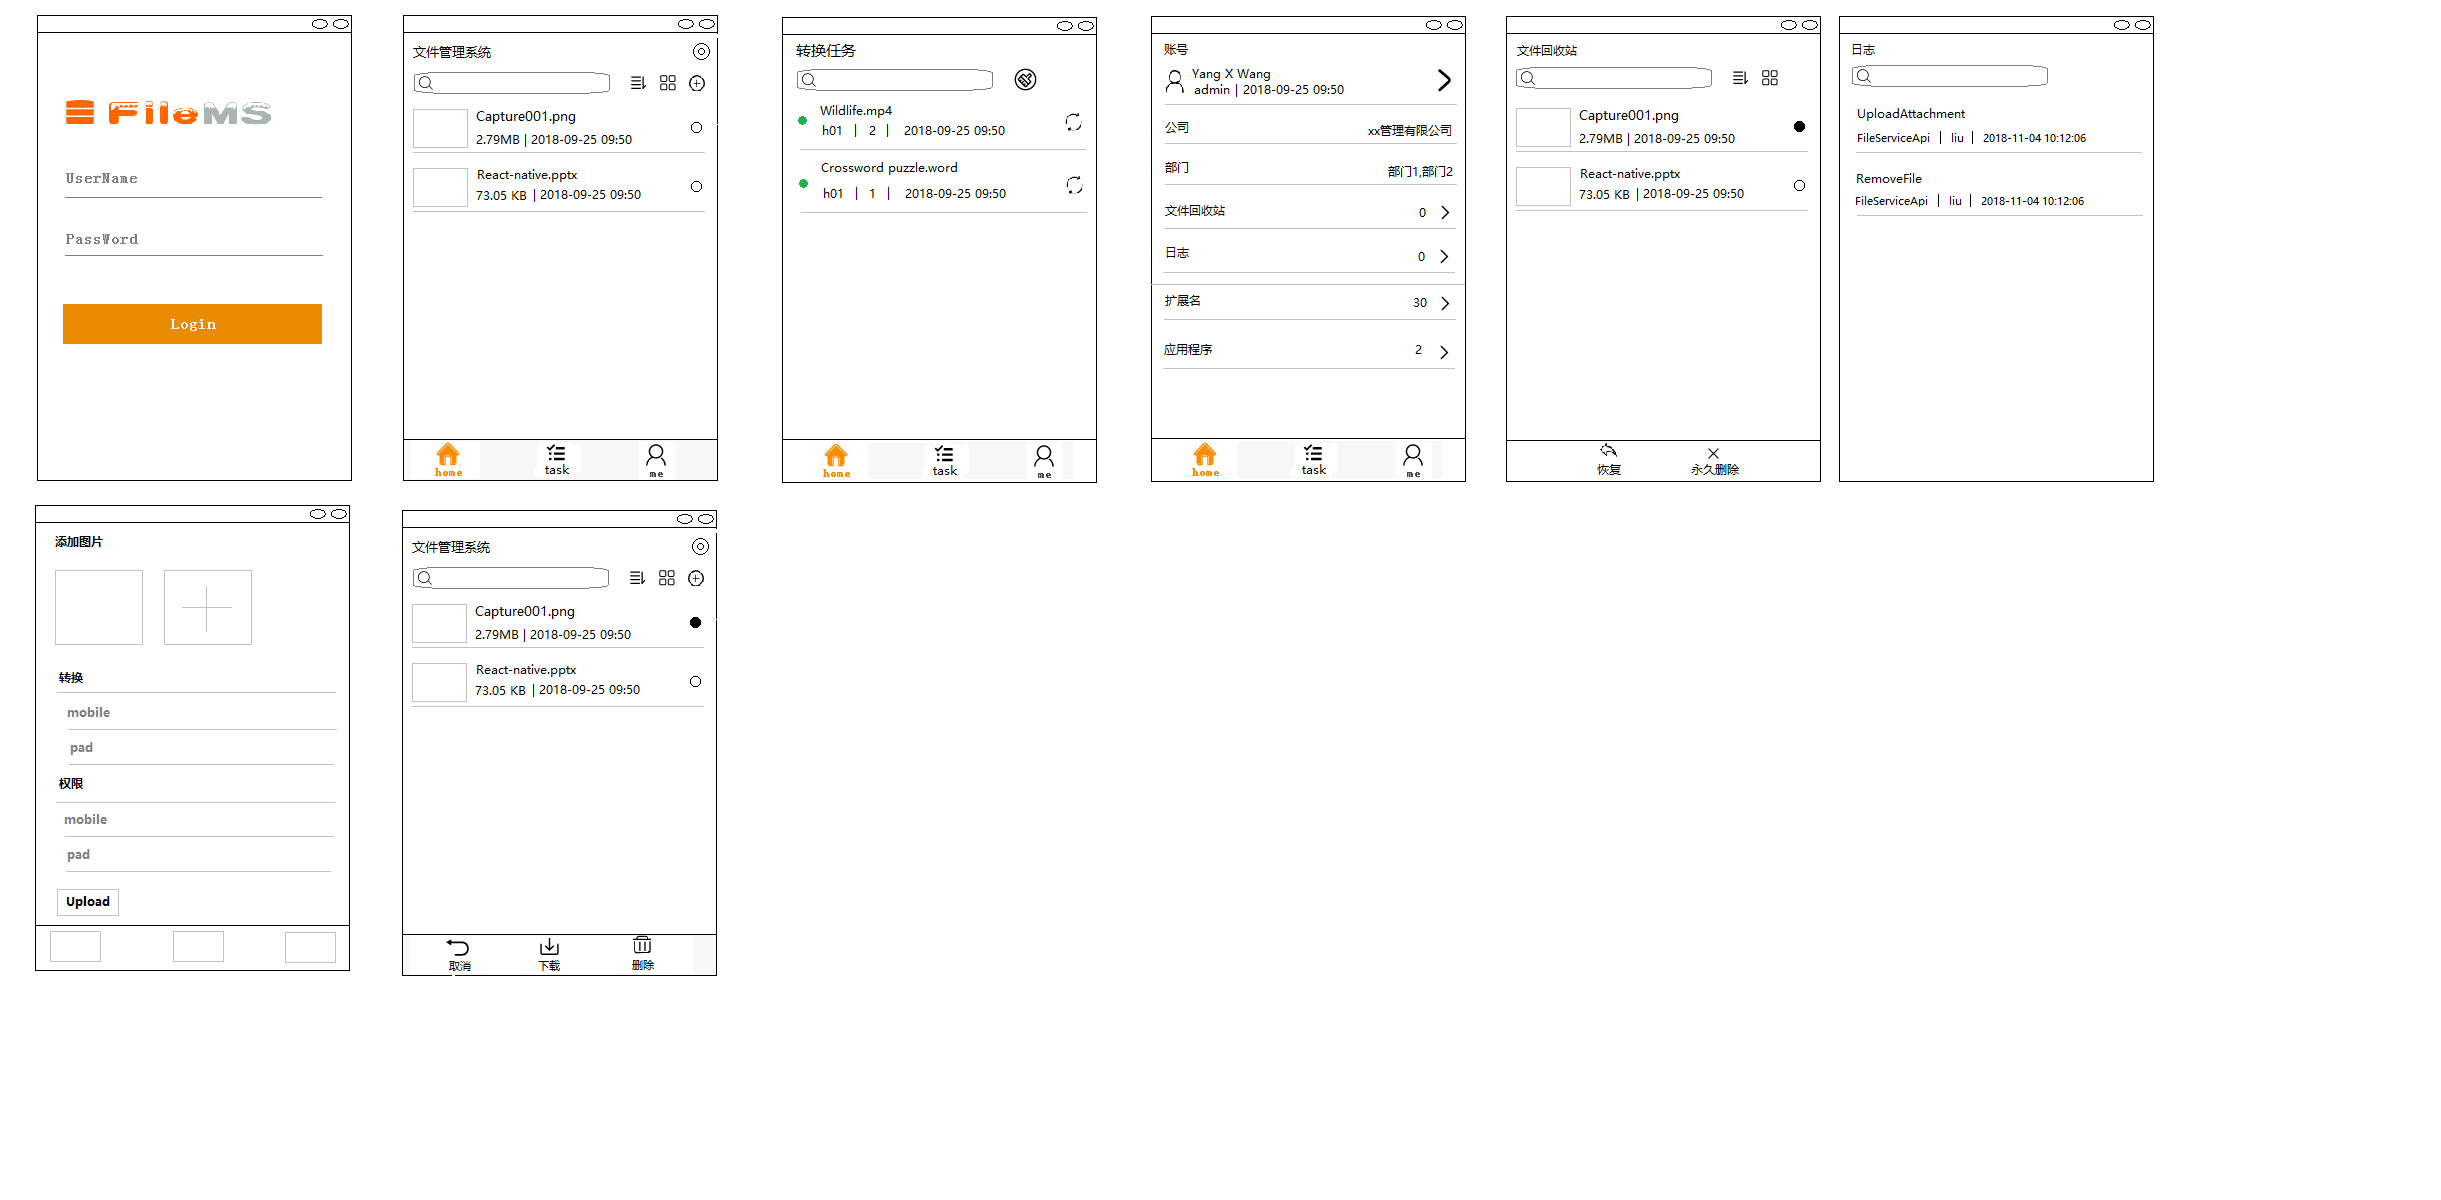 FileMS
UserName
PassWord
Login
文件管理系统
Capture001.png
2.79MB | 2018-09-25 09:50
React-native.pptx
73.05 KB | 2018-09-25 09:50
home
task
me
转换任务
Wildlife.mp4
h01 | 2 | 2018-09-25 09:50
Crossword puzzle.word
h01 | 1 | 2018-09-25 09:50
home
task
me
账号
Yang X Wang
admin | 2018-09-25 09:50
公司 xx管理有限公司
部门 部门1,部门2
文件回收站 0
日志 0
扩展名 30
应用程序 2
home
task
me
文件回收站
Capture001.png
2.79MB | 2018-09-25 09:50
React-native.pptx
73.05 KB | 2018-09-25 09:50
恢复
永久删除
日志
UploadAttachment
FileServiceApi | liu | 2018-11-04 10:12:06
RemoveFile
FileServiceApi | liu | 2018-11-04 10:12:06
添加图片
转换
mobile
pad
权限
mobile
pad
Upload
文件管理系统
Capture001.png
2.79MB | 2018-09-25 09:50
React-native.pptx
73.05 KB | 2018-09-25 09:50
取消
下载
删除